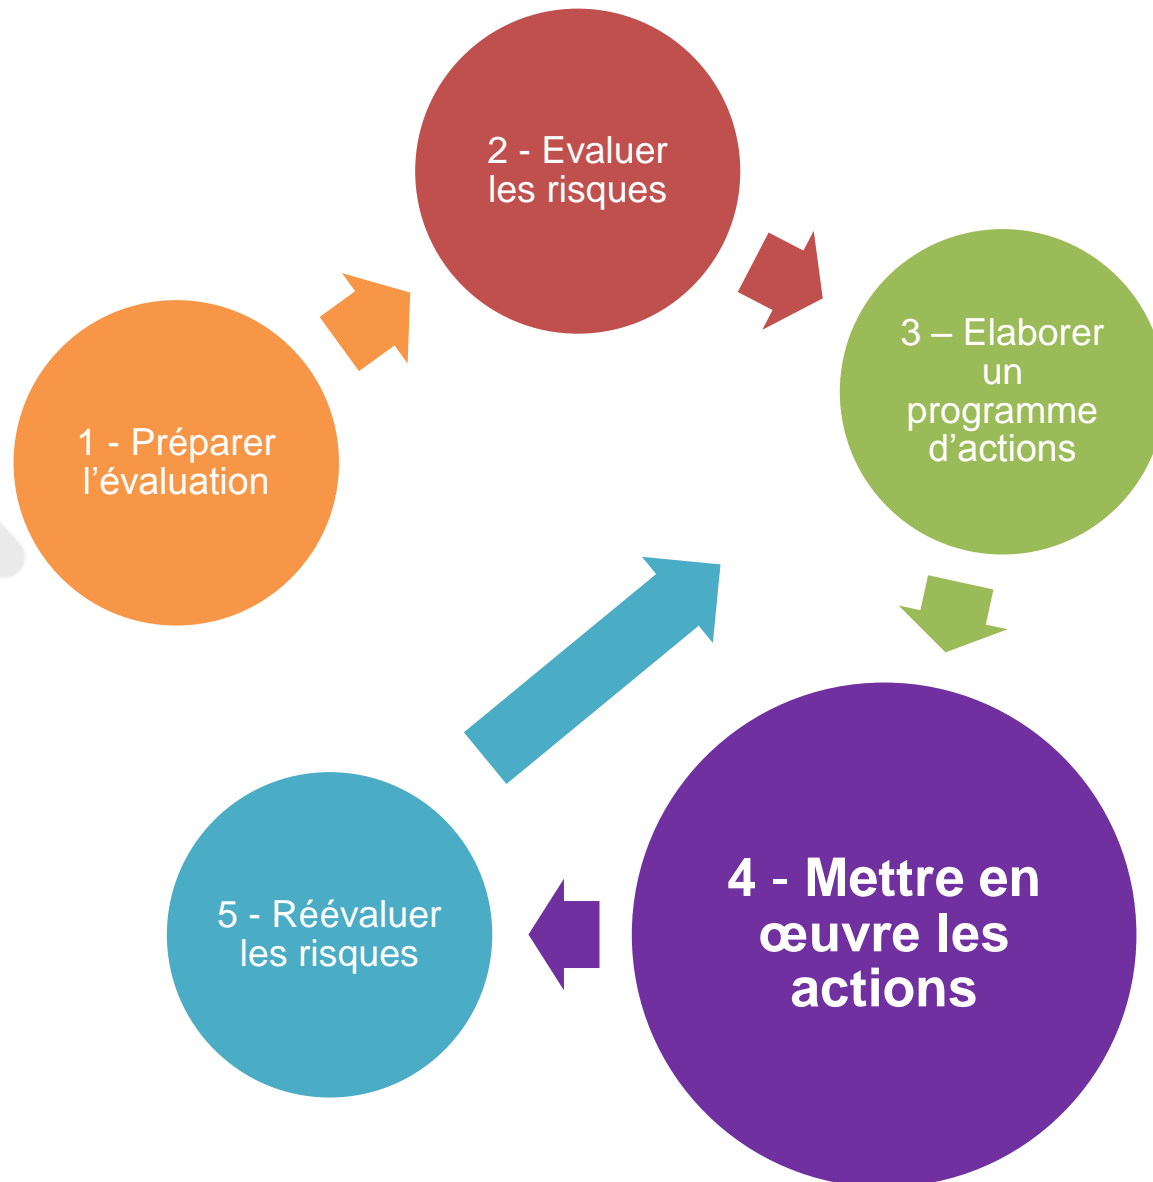 1 - Préparer
l’évaluation
2 - Evaluer
les risques
3 – Elaborer
un
programme
d’actions
4 - Mettre en
œuvre les
actions
5 - Réévaluer
les risques